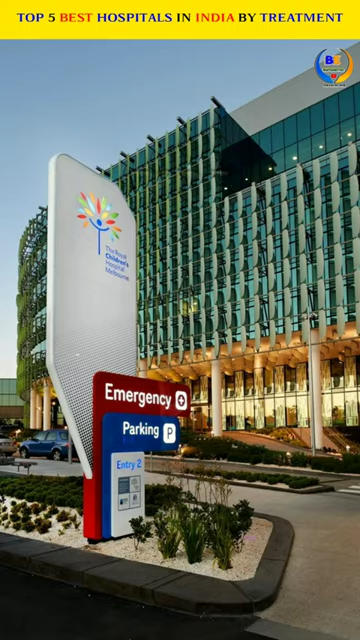 TOP 5 BEST HOSPITALS IN INDIA BY TREATMENT
The Royal
Children's
Hospital
Melbourne
Emergency
Parking P
Entry 2